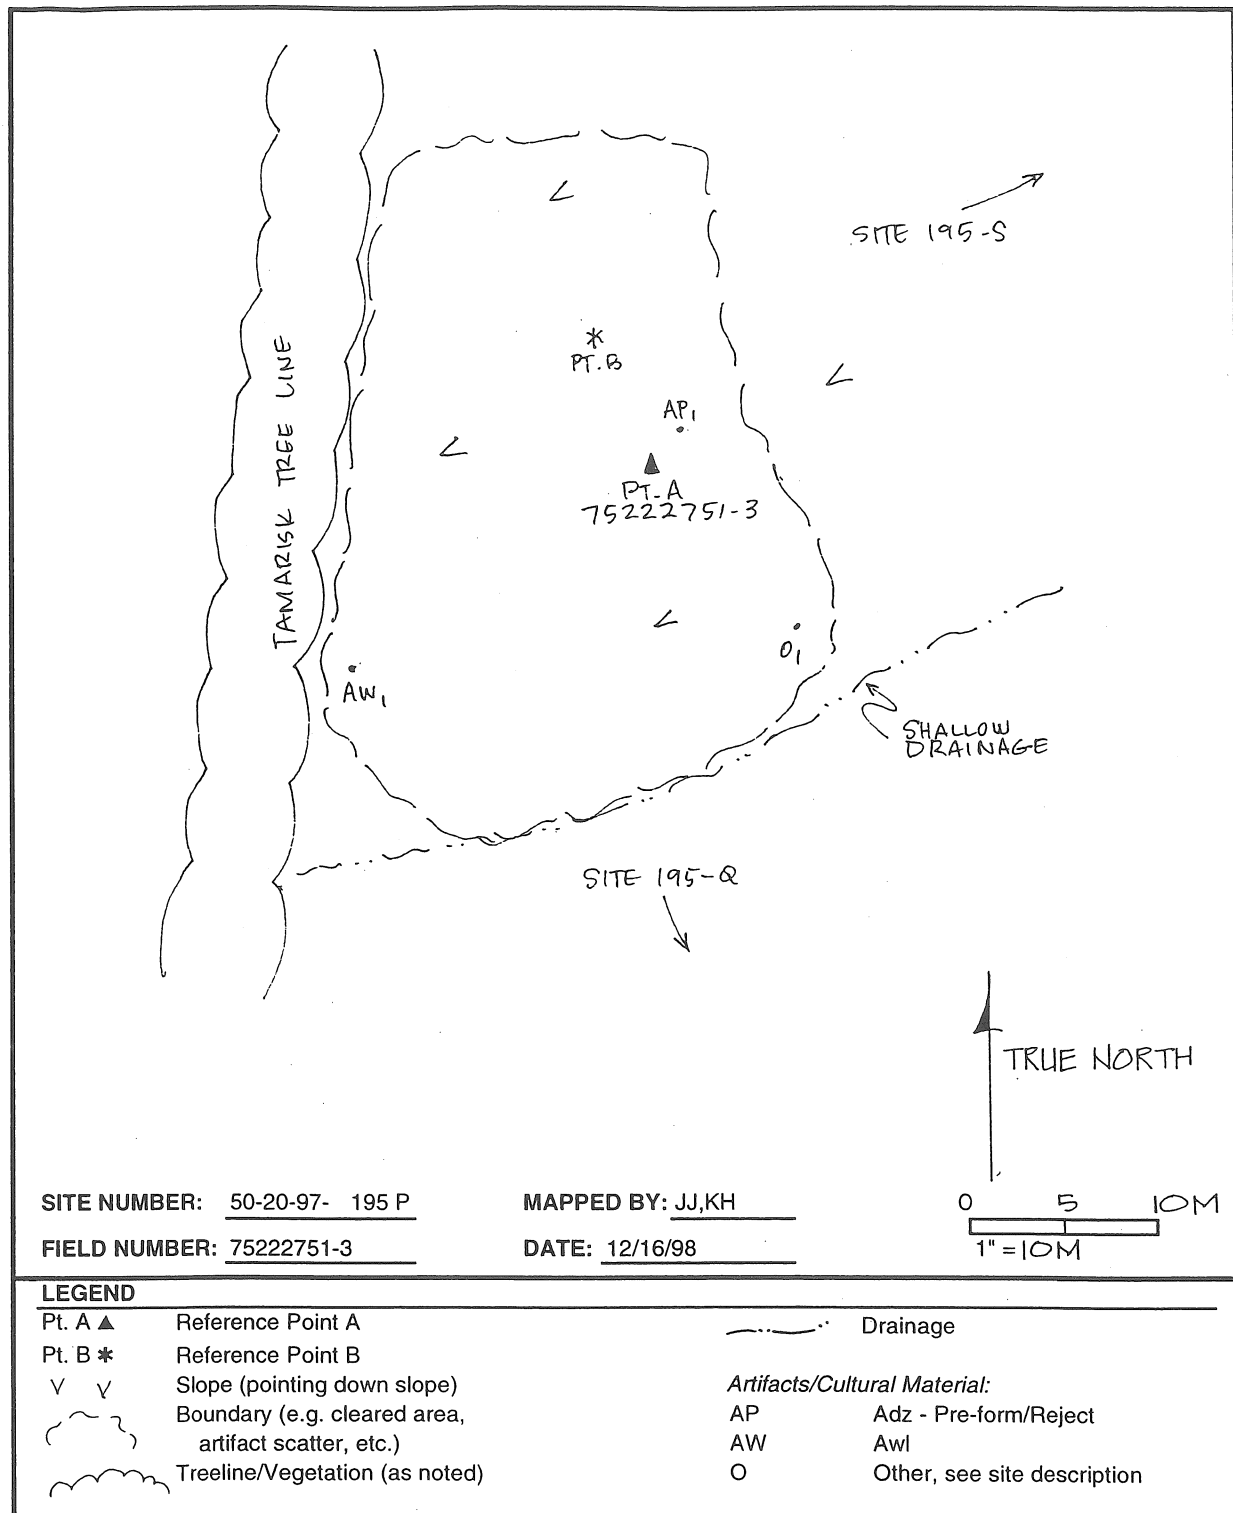 SITE 195-S
TAMARISK TREE LINE
PT. B
AP1
PT. A
75222751-3
O1
AW1
SHALLOW
DRAINAGE
SITE 195-Q
TRUE NORTH
SITE NUMBER: 50-20-97- 195 P
MAPPED BY: JJ,KH
0 5 10M
FIELD NUMBER: 75222751-3
DATE: 12/16/98
1" = 10M
LEGEND
Pt. A ▲ Reference Point A
Pt. B * Reference Point B
Slope (pointing down slope)
Boundary (e.g. cleared area,
artifact scatter, etc.)
Treeline/Vegetation (as noted)
Drainage
Artifacts/Cultural Material:
AP Adz - Pre-form/Reject
AW Awl
O Other, see site description